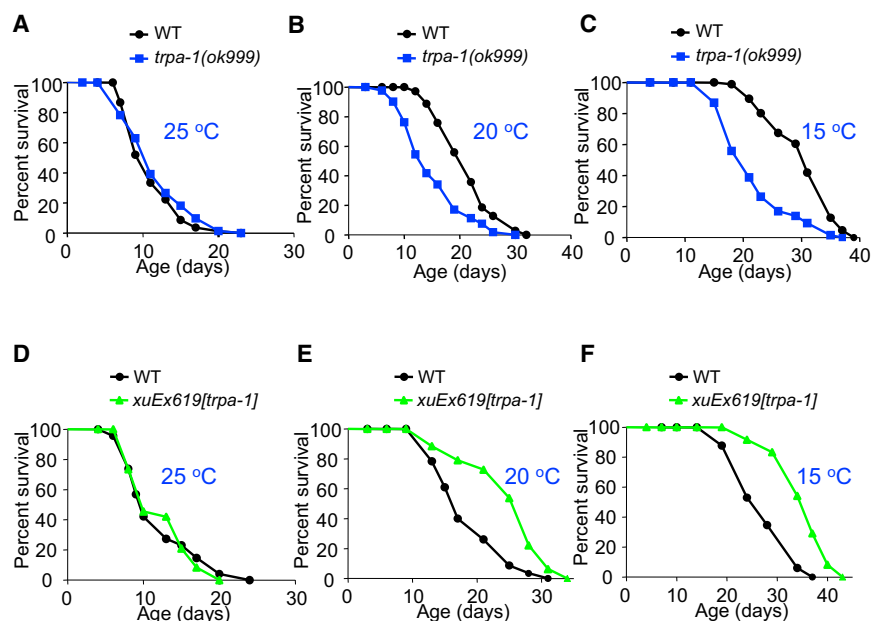 A
WT
trpa-1(ok999)
25 °C
Percent survival
100
80
60
40
20
0
0
10
20
30
Age (days)
B
WT
trpa-1(ok999)
20 °C
Percent survival
100
80
60
40
20
0
0
10
20
30
40
Age (days)
C
WT
trpa-1(ok999)
15 °C
Percent survival
100
80
60
40
20
0
0
10
20
30
40
Age (days)
D
WT
xuEx619[trpa-1]
25 °C
Percent survival
100
80
60
40
20
0
0
10
20
30
Age (days)
E
WT
xuEx619[trpa-1]
20 °C
Percent survival
100
80
60
40
20
0
0
10
20
30
Age (days)
F
WT
xuEx619[trpa-1]
15 °C
Percent survival
100
80
60
40
20
0
0
10
20
30
40
Age (days)